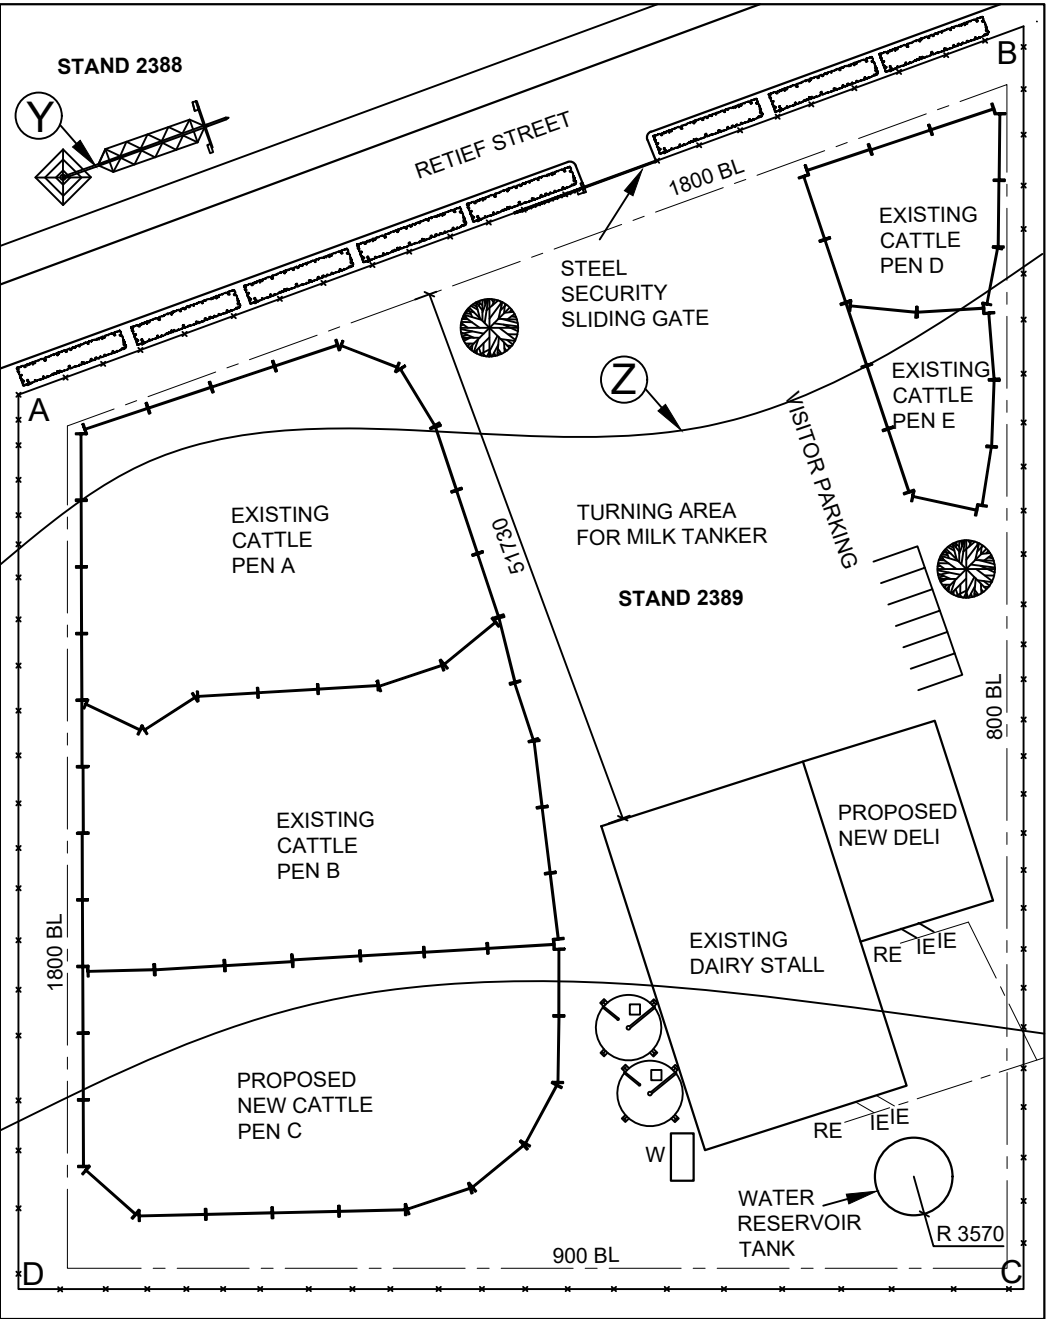 STAND 2388
Y
RETIEF STREET
B
1800 BL
EXISTING
CATTLE
PEN D
STEEL
SECURITY
SLIDING GATE
Z
EXISTING
CATTLE
PEN E
A
VISITOR PARKING
EXISTING
CATTLE
PEN A
51730
TURNING AREA
FOR MILK TANKER
STAND 2389
800 BL
EXISTING
CATTLE
PEN B
PROPOSED
NEW DELI
1800 BL
EXISTING
DAIRY STALL
RE
IE
IE
PROPOSED
NEW CATTLE
PEN C
RE
IE
IE
W
WATER
RESERVOIR
TANK
R 3570
900 BL
D
C